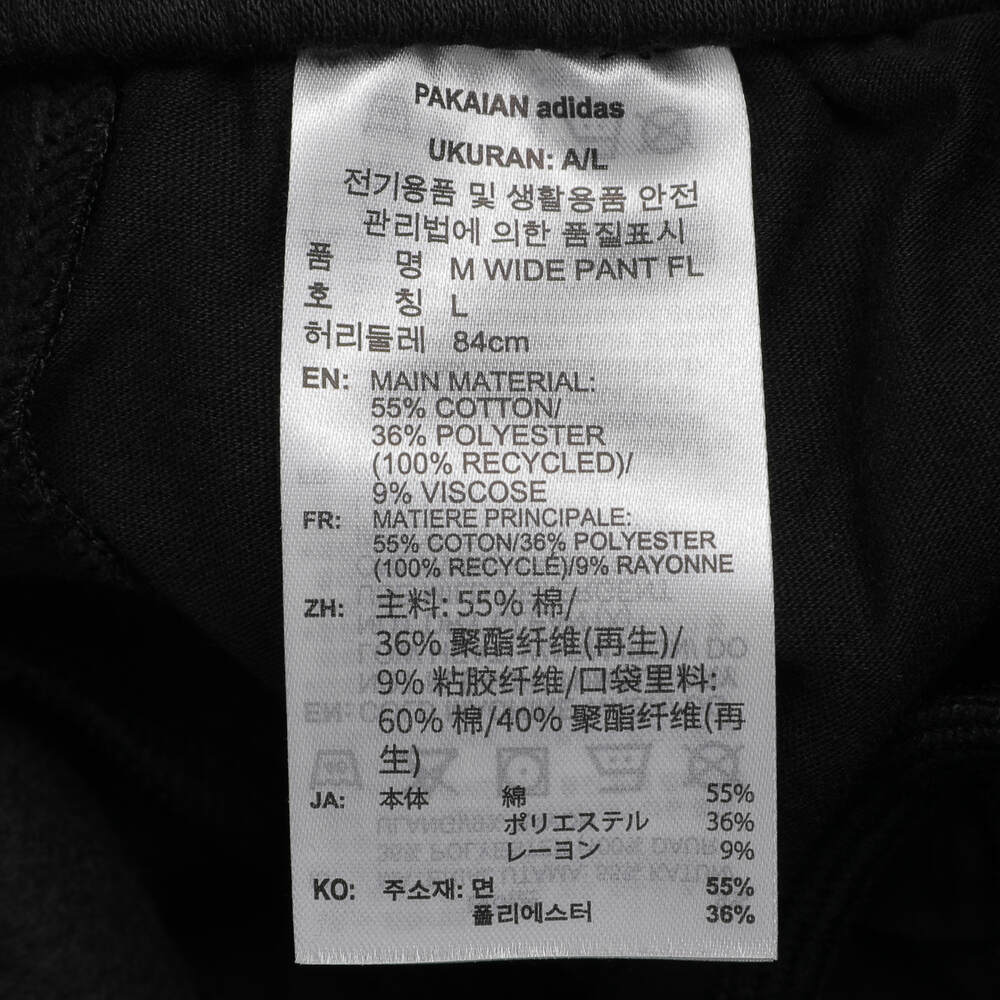 PAKAIAN adidas
UKURAN: A/L
전기용품 및 생활용품 안전
관리법에 의한 품질표시
품 명 M WIDE PANT FL
호 칭 L
허리둘레 84cm
EN: MAIN MATERIAL:
55% COTTON/
36% POLYESTER
(100% RECYCLED)/
9% VISCOSE
FR: MATIERE PRINCIPALE:
55% COTON/36% POLYESTER
(100% RECYCLE)/9% RAYONNE
ZH: 主料: 55% 棉/
36% 聚酯纤维(再生)/
9% 粘胶纤维/口袋里料:
60% 棉/40% 聚酯纤维(再
生)
JA: 本体 綿 55%
ポリエステル 36%
レーヨン 9%
KO: 주소재: 면 55%
폴리에스터 36%